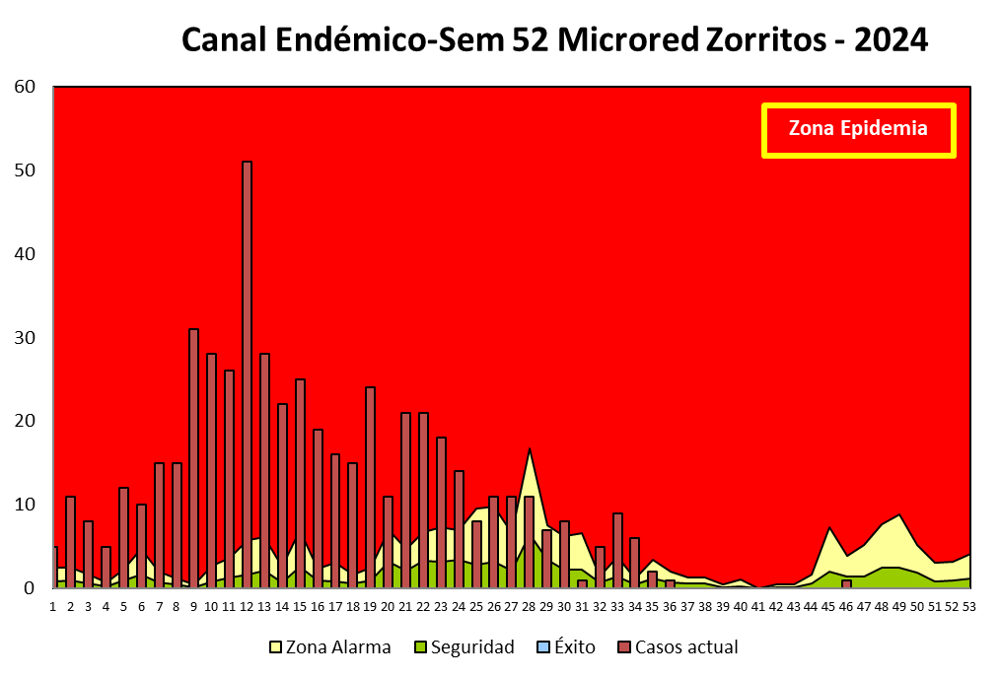 Canal Endémico-Sem 52 Microred Zorritos - 2024
Zona Epidemia
60
50
40
30
20
10
0
1 2 3 4 5 6 7 8 9 10 11 12 13 14 15 16 17 18 19 20 21 22 23 24 25 26 27 28 29 30 31 32 33 34 35 36 37 38 39 40 41 42 43 44 45 46 47 48 49 50 51 52 53
Zona Alarma Seguridad Éxito Casos actual